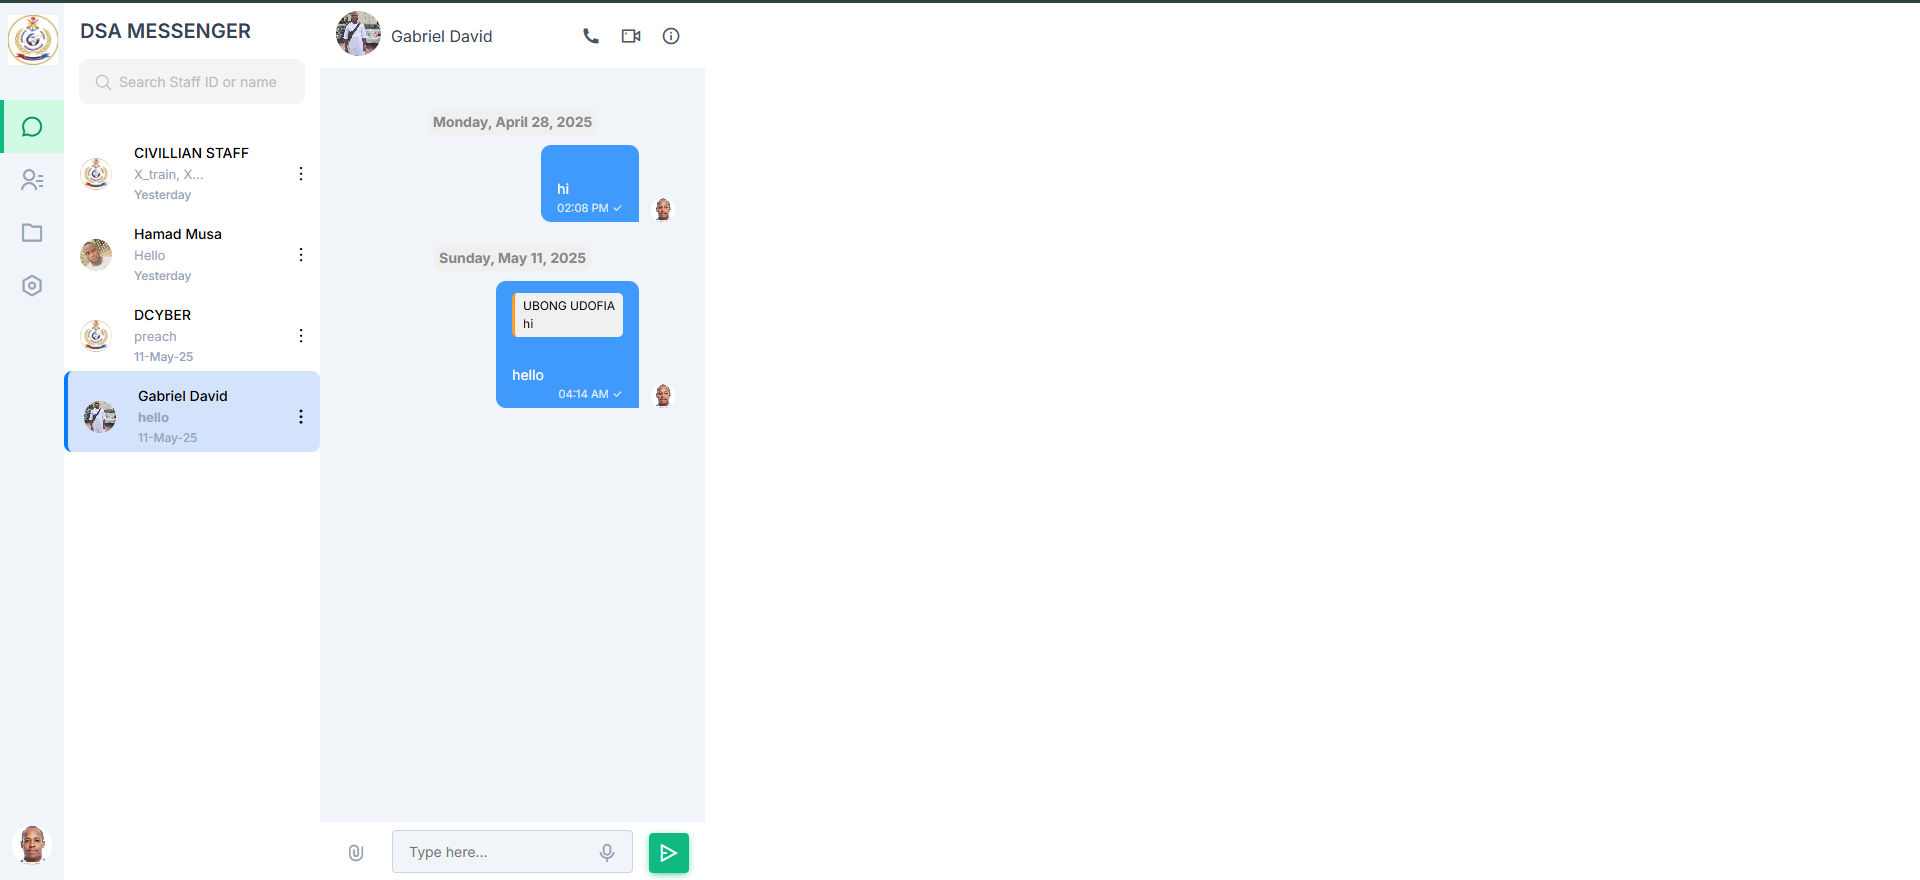 DSA MESSENGER
Search Staff ID or name
CIVILLIAN STAFF
X_train, X...
Yesterday
Hamad Musa
Hello
Yesterday
DCYBER
preach
11-May-25
Gabriel David
hello
11-May-25
Gabriel David
Monday, April 28, 2025
hi
02:08 PM
Sunday, May 11, 2025
UBONG UDOFIA
hi
hello
04:14 AM
Type here...